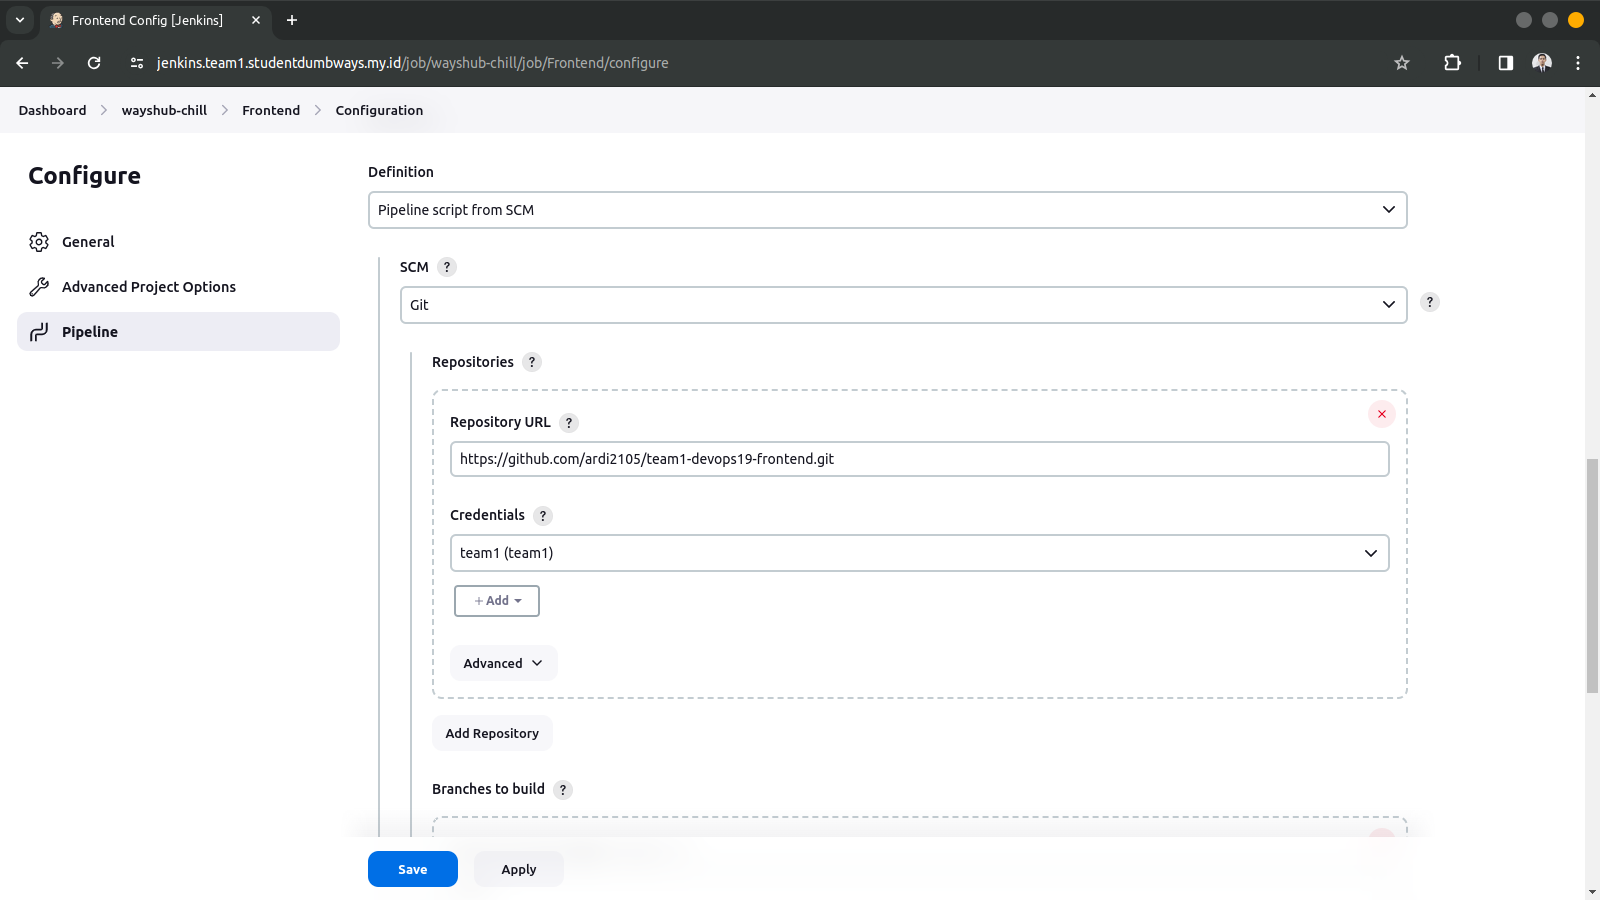 Frontend Config [Jenkins]
jenkins.team1.studentdumbways.my.id/job/wayshub-chill/job/Frontend/configure
Dashboard wayshub-chill Frontend Configuration
Configure
General
Advanced Project Options
Pipeline
Definition
Pipeline script from SCM
SCM ?
Git
?
Repositories ?
Repository URL ?
https://github.com/ardi2105/team1-devops19-frontend.git
Credentials ?
team1 (team1)
+ Add
Advanced
Add Repository
Branches to build ?
Save Apply